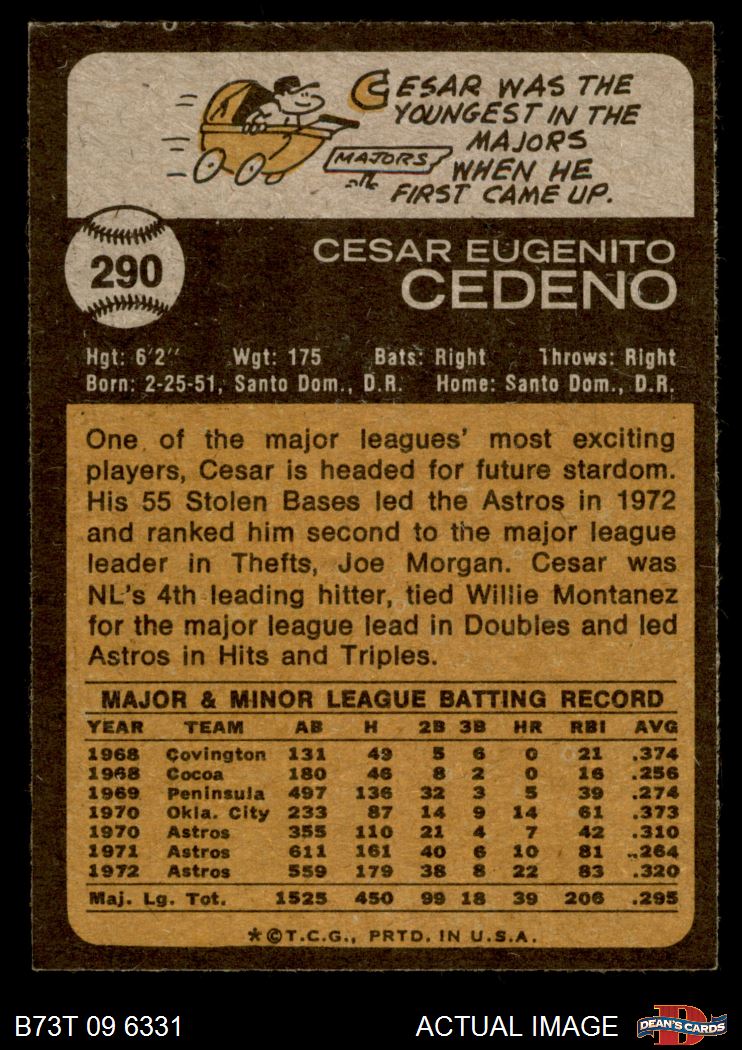 CESAR WAS THE
YOUNGEST IN THE
MAJORS
MAJORS
WHEN HE
FIRST CAME UP.
290
CESAR EUGENITO
CEDENO
Hgt: 6'2" Wgt: 175 Bats: Right Throws: Right
Born: 2-25-51, Santo Dom., D.R. Home: Santo Dom., D.R.
One of the major leagues' most exciting
players, Cesar is headed for future stardom.
His 55 Stolen Bases led the Astros in 1972
and ranked him second to the major league
leader in Thefts, Joe Morgan. Cesar was
NL's 4th leading hitter, tied Willie Montanez
for the major league lead in Doubles and led
Astros in Hits and Triples.
MAJOR & MINOR LEAGUE BATTING RECORD
YEAR TEAM AB H 2B 3B HR RBI AVG
1968 Covington 131 49 5 6 0 21 .374
1968 Cocoa 180 46 8 2 0 16 .256
1969 Peninsula 497 136 32 3 5 39 .274
1970 Okla. City 233 87 14 9 14 61 .373
1970 Astros 355 110 21 4 7 42 .310
1971 Astros 611 161 40 6 10 81 .264
1972 Astros 559 179 38 8 22 83 .320
Maj. Lg. Tot. 1525 450 99 18 39 206 .295
*©T.C.G., PRTD. IN U.S.A.
B73T 09 6331 ACTUAL IMAGE DEAN'S CARDS